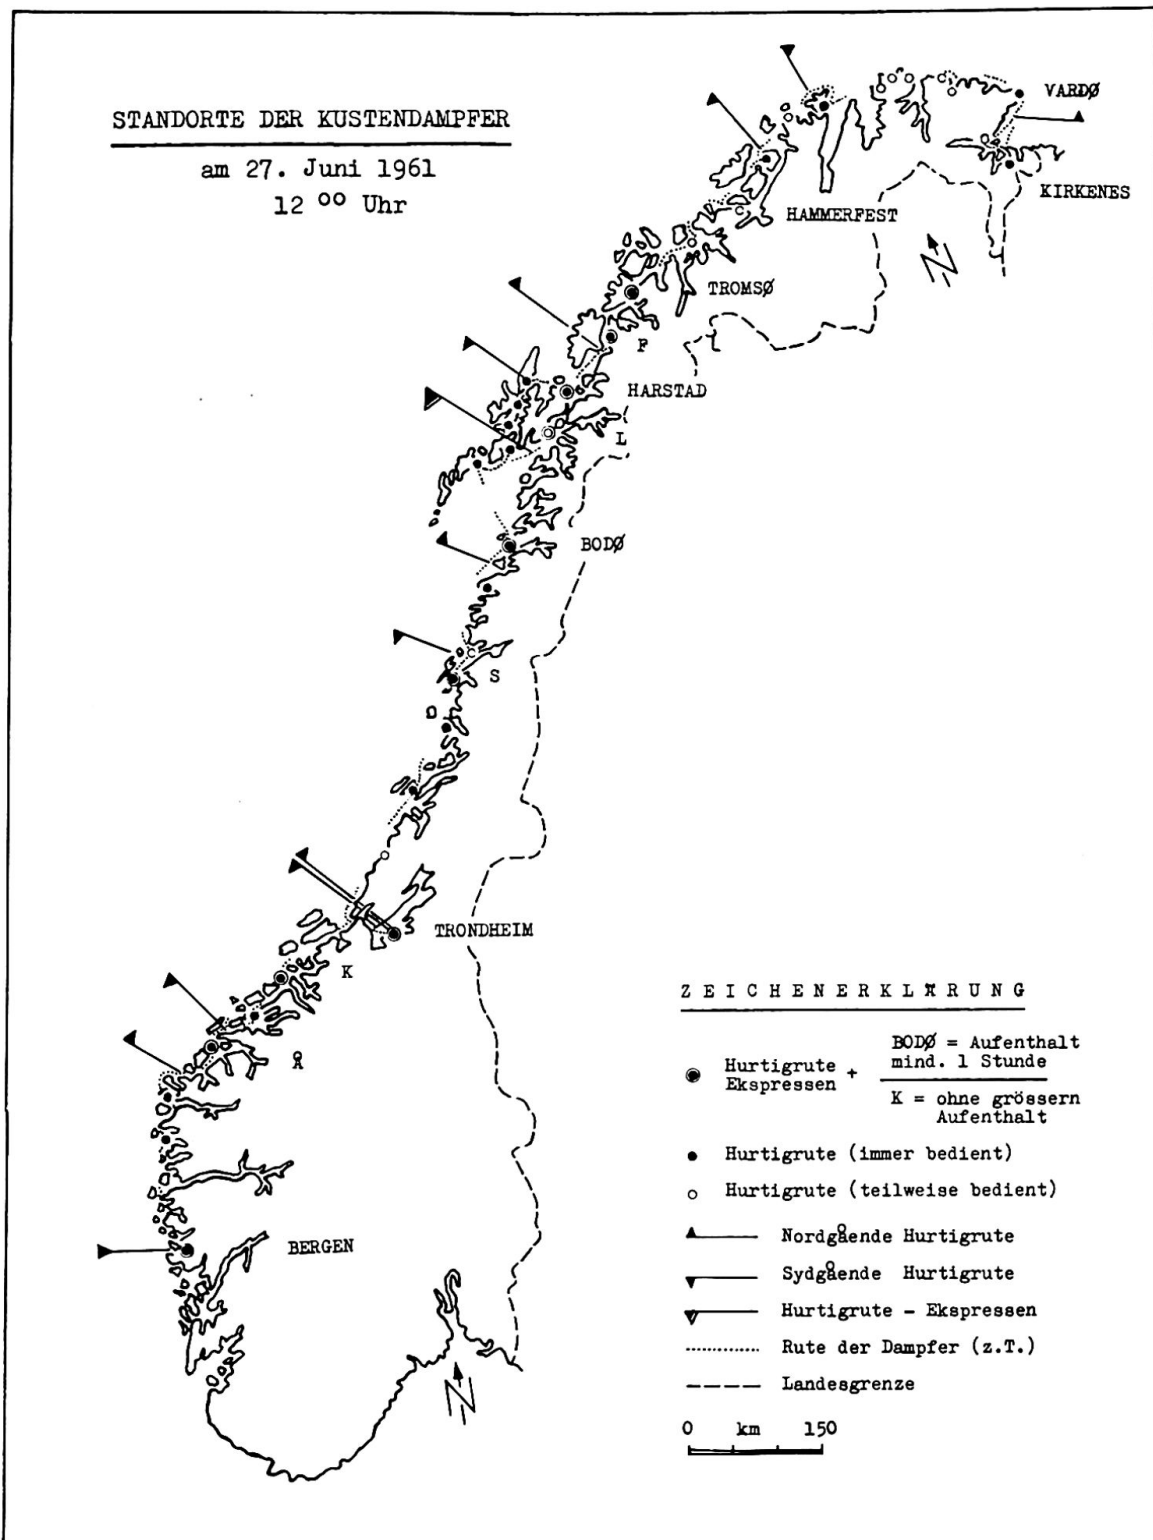 STANDORTE DER KUSTENDAMPFER
am 27. Juni 1961
12 ºº Uhr
VARDØ
KIRKENES
HAMMERFEST
N
TROMSØ
F
HARSTAD
L
BODØ
S
TRONDHEIM
K
Å
BERGEN
N
ZEICHENERKLÄRUNG
Hurtigrute + BODØ = Aufenthalt
Ekspressen mind. 1 Stunde
K = ohne grössern
Aufenthalt
Hurtigrute (immer bedient)
Hurtigrute (teilweise bedient)
Nordgående Hurtigrute
Sydgående Hurtigrute
Hurtigrute - Ekspressen
Rute der Dampfer (z.T.)
Landesgrenze
0 km 150